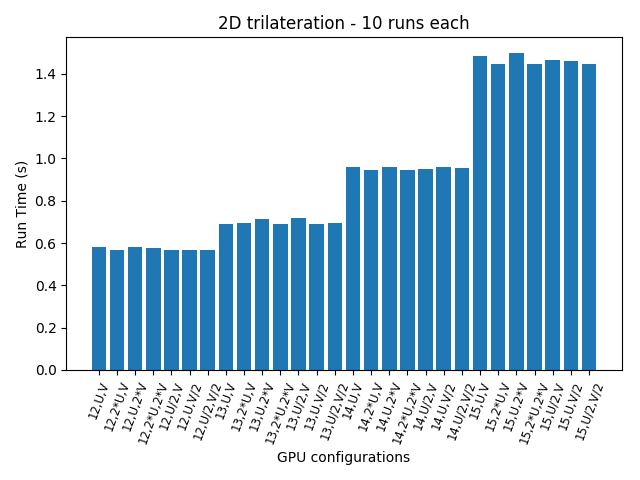 2D trilateration - 10 runs each
Run Time (s)
1.4
1.2
1.0
0.8
0.6
0.4
0.2
0.0
12,U,V
12,2*U,V
12,U,2*V
12,2*U,2*V
12,U/2,V
12,U,V/2
12,U/2,V/2
13,U,V
13,2*U,V
13,U,2*V
13,2*U,2*V
13,U/2,V
13,U,V/2
13,U/2,V/2
14,U,V
14,2*U,V
14,U,2*V
14,2*U,2*V
14,U/2,V
14,U,V/2
14,U/2,V/2
15,U,V
15,2*U,V
15,U,2*V
15,2*U,2*V
15,U/2,V
15,U,V/2
15,U/2,V/2
GPU configurations